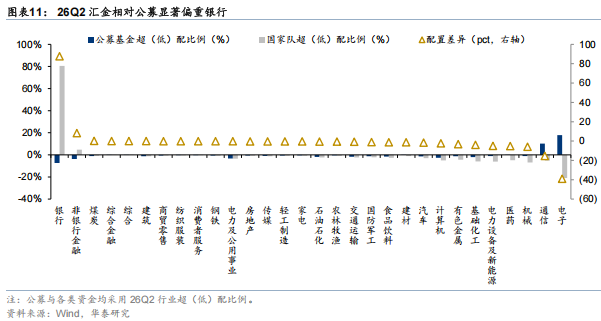 图表11： 26Q2 汇金相对公募显著偏重银行
公募基金超（低）配比例（%） 国家队超（低）配比例（%） 配置差异（pct，右轴）
100% 80% 60% 40% 20% 0% -20% -40%
100 80 60 40 20 0 (20) (40) (60)
银行 非银行金融 煤炭 综合金融 综合 建筑 商贸零售 纺织服装 消费者服务 钢铁 电力及公用事业 房地产 传媒 轻工制造 家电 石油石化 农林牧渔 交通运输 国防军工 食品饮料 建材 汽车 计算机 有色金属 基础化工 电力设备及新能源 医药 机械 通信 电子
注：公募与各类资金均采用 26Q2 行业超（低）配比例。
资料来源：Wind，华泰研究